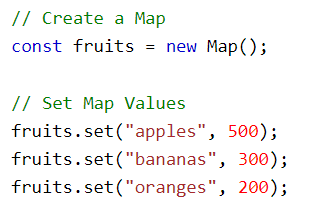 // Create a Map
const fruits = new Map();
// Set Map Values
fruits.set("apples", 500);
fruits.set("bananas", 300);
fruits.set("oranges", 200);